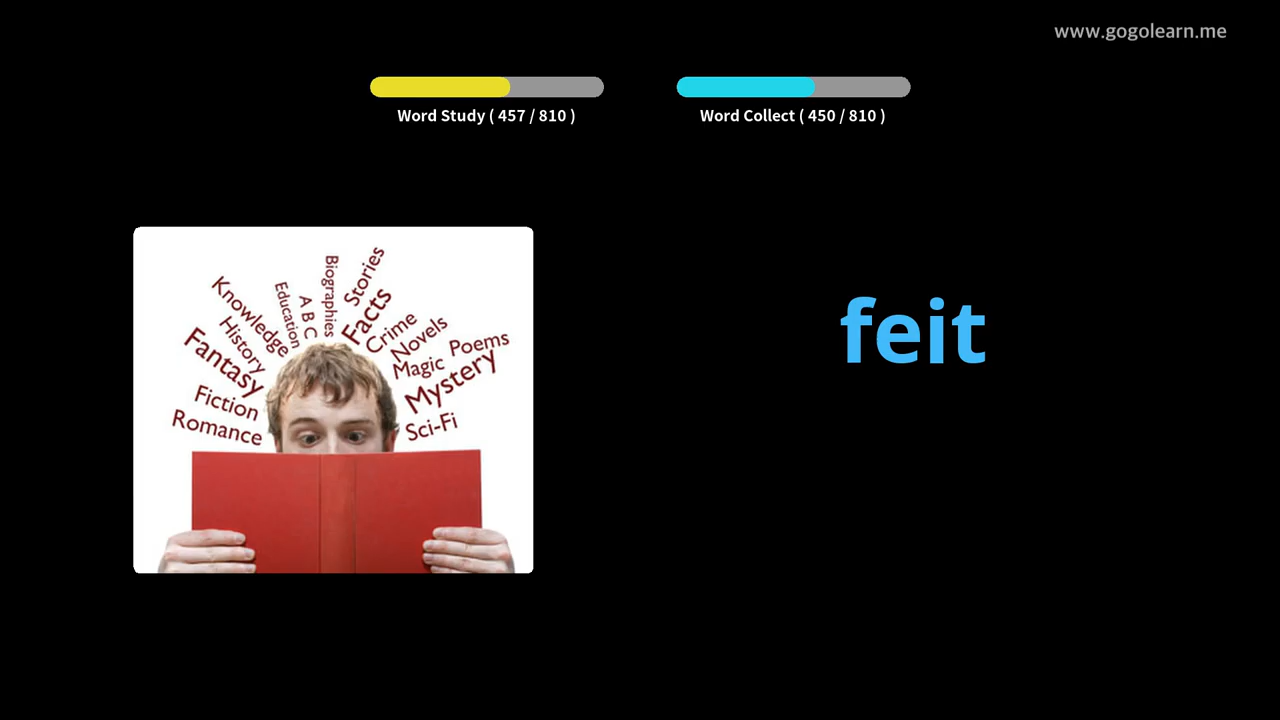 www.gogolearn.me
Word Study ( 457 / 810 )
Word Collect ( 450 / 810 )
feit
Stories
Biographies
Facts
A B C
Education
Knowledge
Crime
Novels
History
Poems
Fantasy
Magic
Mystery
Fiction
Romance
Sci-Fi